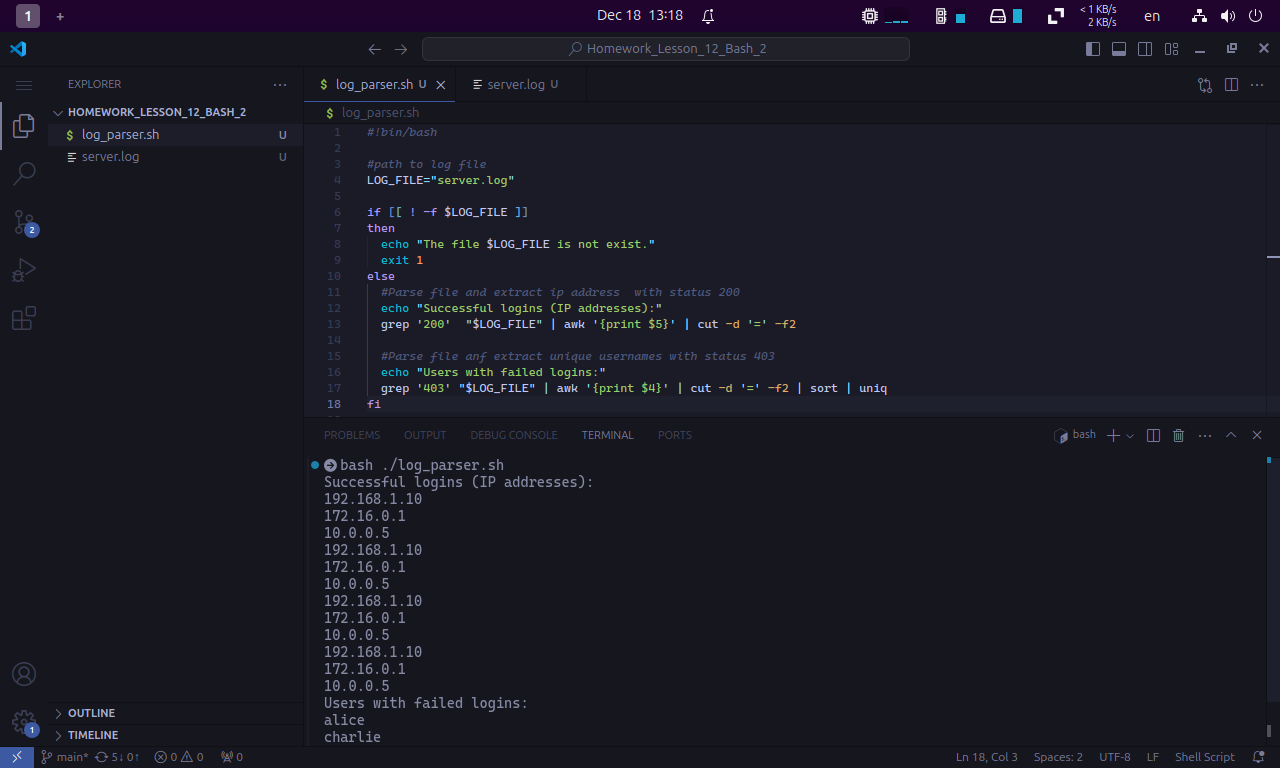 1 + Dec 18 13:18 < 1 KB/s 2 KB/s en
Homework_Lesson_12_Bash_2
EXPLORER
HOMEWORK_LESSON_12_BASH_2
$ log_parser.sh U
server.log U
2
OUTLINE
TIMELINE
1
$ log_parser.sh U server.log U
$ log_parser.sh
1 #!bin/bash
2
3 #path to log file
4 LOG_FILE="server.log"
5
6 if [[ ! -f $LOG_FILE ]]
7 then
8 echo "The file $LOG_FILE is not exist."
9 exit 1
10 else
11 #Parse file and extract ip address  with status 200
12 echo "Successful logins (IP addresses):"
13 grep '200'  "$LOG_FILE" | awk '{print $5}' | cut -d '=' -f2
14
15 #Parse file anf extract unique usernames with status 403
16 echo "Users with failed logins:"
17 grep '403' "$LOG_FILE" | awk '{print $4}' | cut -d '=' -f2 | sort | uniq
18 fi
PROBLEMS OUTPUT DEBUG CONSOLE TERMINAL PORTS bash
bash ./log_parser.sh
Successful logins (IP addresses):
192.168.1.10
172.16.0.1
10.0.0.5
192.168.1.10
172.16.0.1
10.0.0.5
192.168.1.10
172.16.0.1
10.0.0.5
192.168.1.10
172.16.0.1
10.0.0.5
Users with failed logins:
alice
charlie
main* 5↓ 0↑ 0 0 0 Ln 18, Col 3 Spaces: 2 UTF-8 LF Shell Script